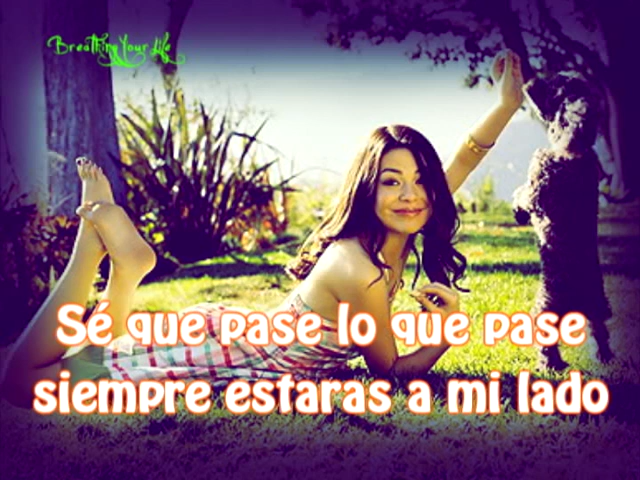 Breathing Your Life
Sé que pase lo que pase
siempre estaras a mi lado